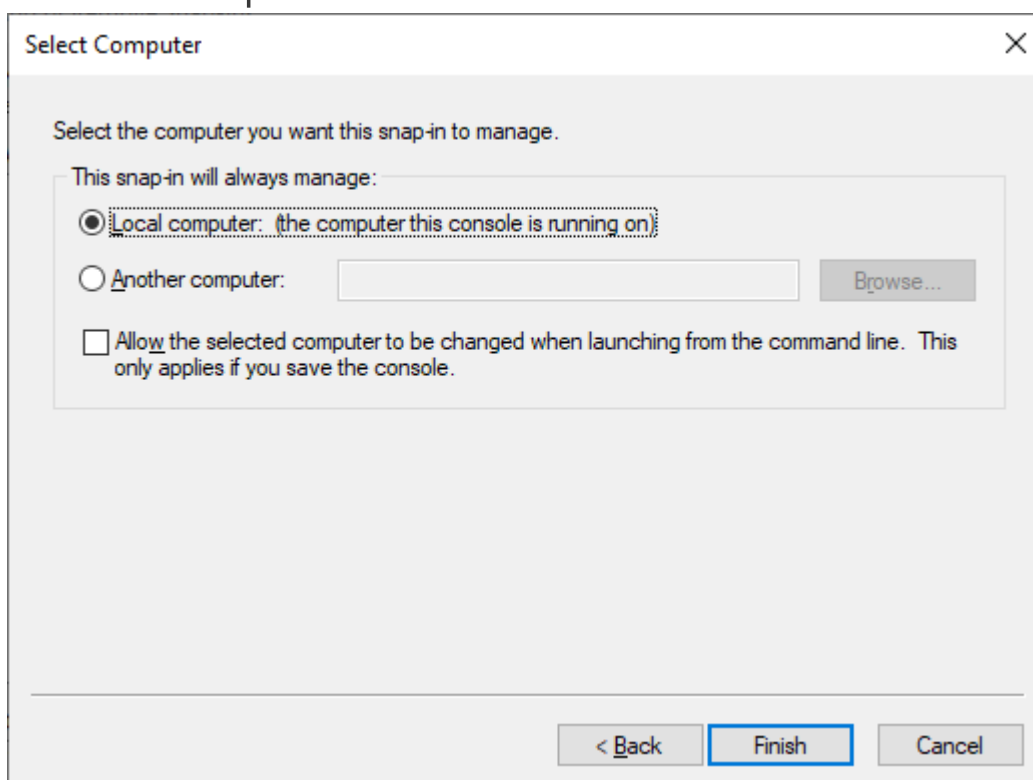 Select Computer
Select the computer you want this snap-in to manage.
This snap-in will always manage:
Local computer:  (the computer this console is running on)
Another computer:
Browse...
Allow the selected computer to be changed when launching from the command line.  This
only applies if you save the console.
< Back
Finish
Cancel